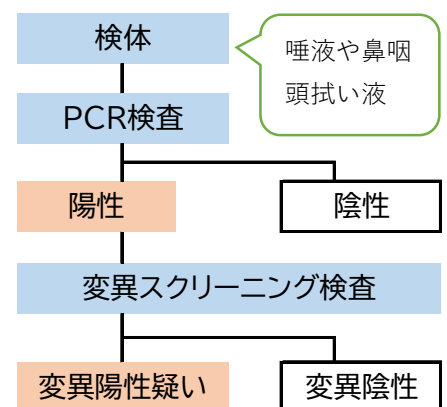 検体
唾液や鼻咽
頭拭い液
PCR検査
陽性
陰性
変異スクリーニング検査
変異陽性疑い
変異陰性